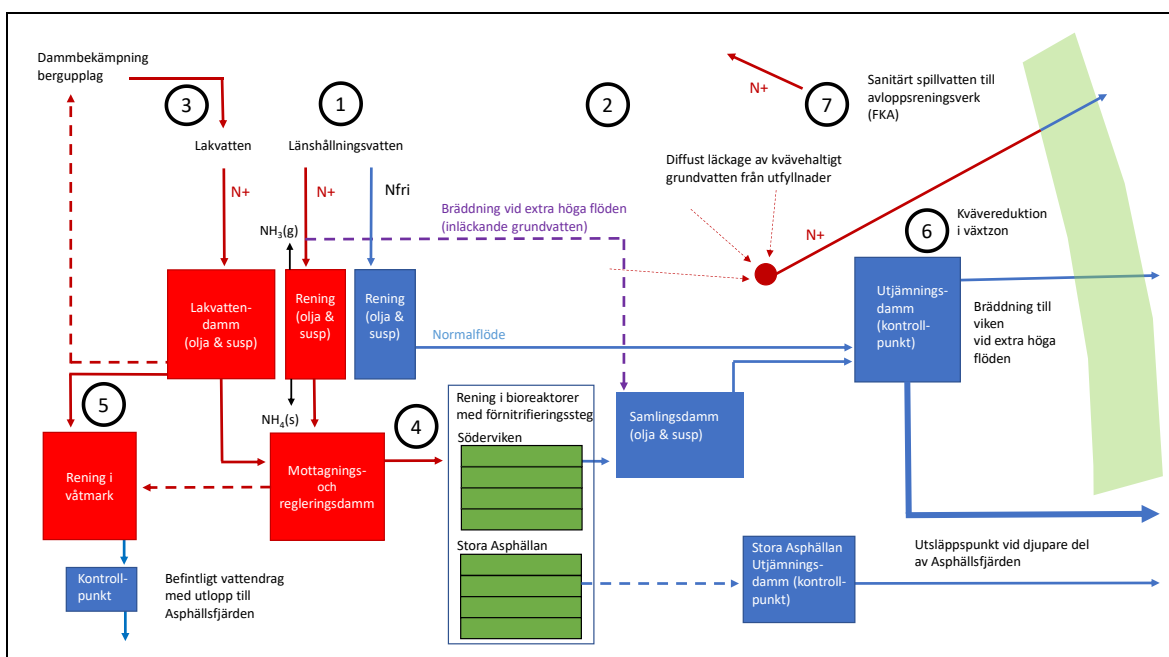 Dammbekämpning
bergupplag
3
1
2
7
N+
Sanitärt spillvatten till
avloppsreningsverk
(FKA)
Lakvatten
Länshållningsvatten
N+
N+
Nfri
Diffust läckage av kvävehaltigt
grundvatten från utfyllnader
Bräddning vid extra höga flöden
(inläckande grundvatten)
NH₃(g)
N+
6
Kvävereduktion
i växtzon
Lakvatten-
damm
(olja & susp)
Rening
(olja &
susp)
Rening
(olja &
susp)
Normalflöde
Utjämnings-
damm
(kontroll-
punkt)
Bräddning till
viken
vid extra höga
flöden
5
NH₄(s)
4
Rening i bioreaktorer
med förnitrifieringssteg
Söderviken
Samlingsdamm
(olja & susp)
Rening i
våtmark
Mottagnings-
och
regleringsdamm
Stora Asphällan
Stora Asphällan
Utjämnings-
damm (kontroll-
punkt)
Utsläppspunkt vid djupare del
av Asphällsfjärden
Kontroll-
punkt
Befintligt vattendrag
med utlopp till
Asphällsfjärden